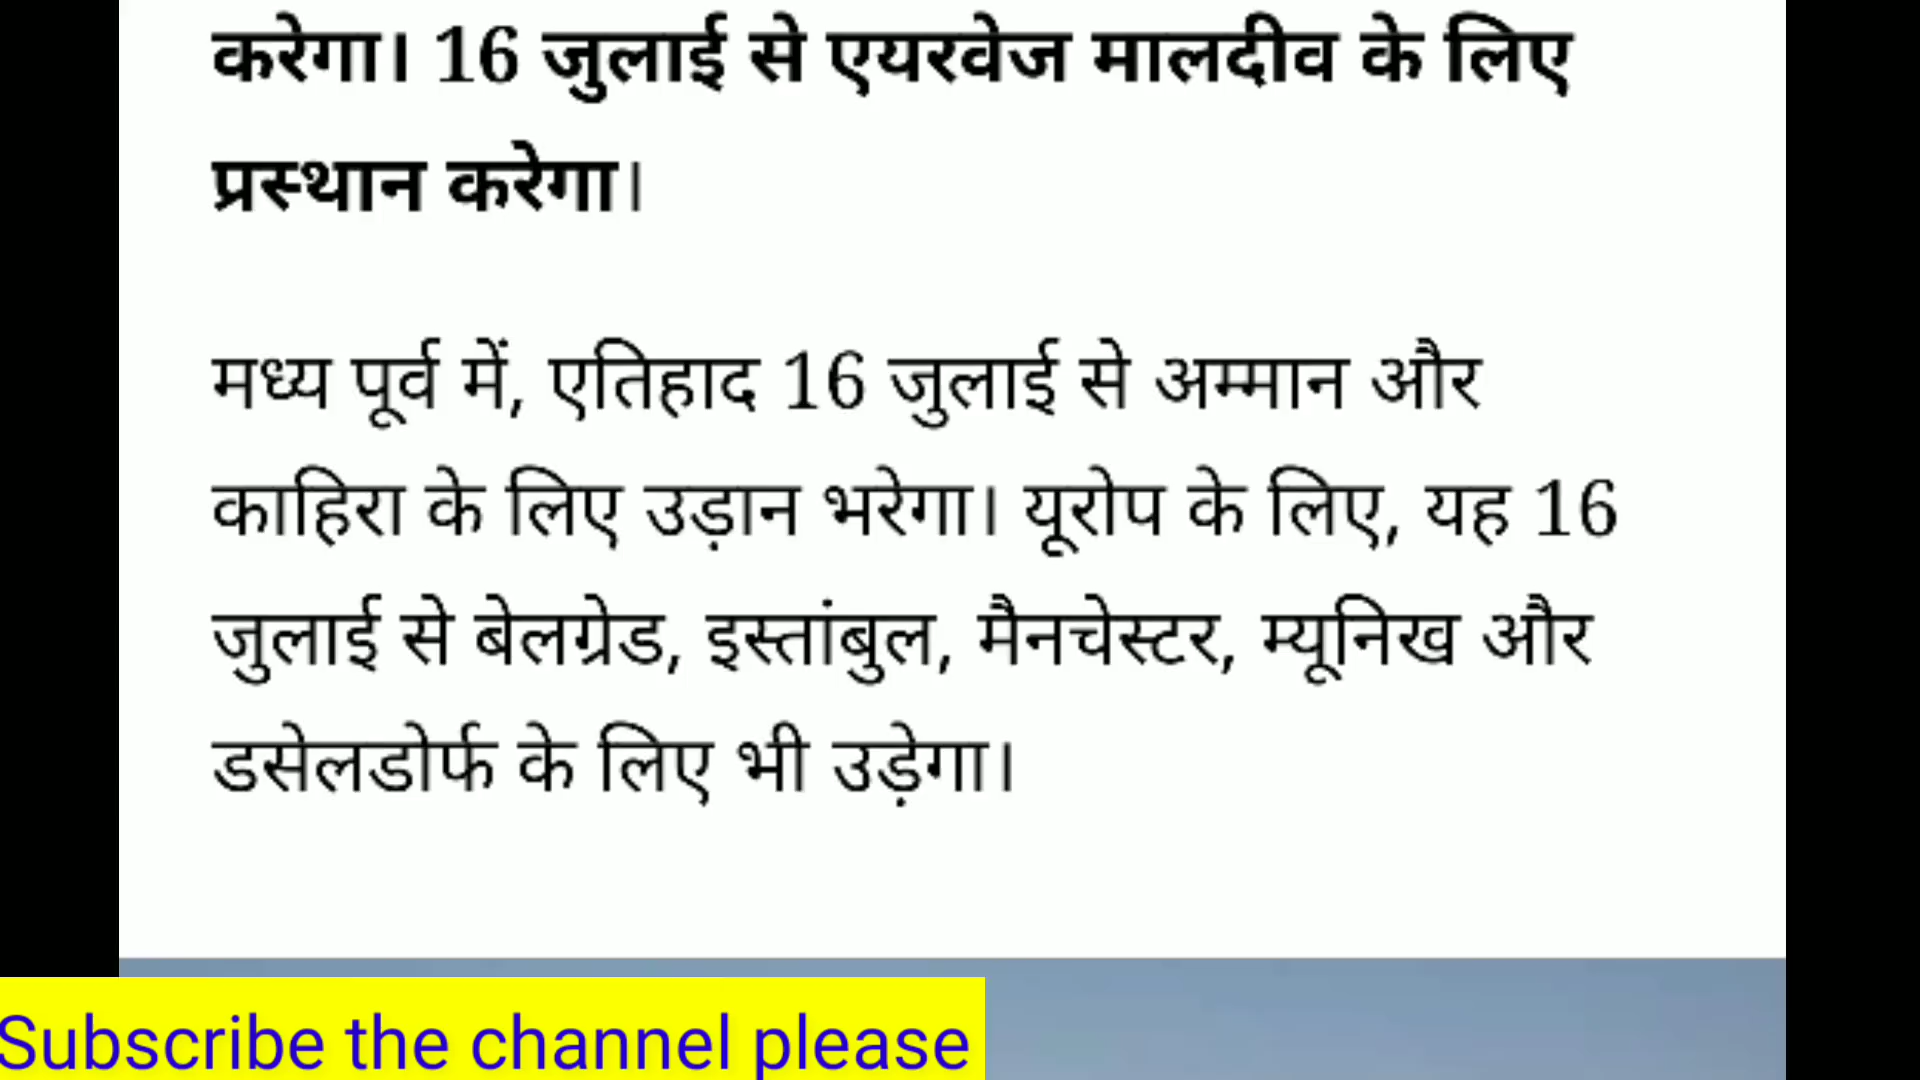 करेगा। 16 जुलाई से एयरवेज मालदीव के लिए
प्रस्थान करेगा।
मध्य पूर्व में, एतिहाद 16 जुलाई से अम्मान और
काहिरा के लिए उड़ान भरेगा। यूरोप के लिए, यह 16
जुलाई से बेलग्रेड, इस्तांबुल, मैनचेस्टर, म्यूनिख और
डसेलडोर्फ के लिए भी उड़ेगा।
Subscribe the channel please